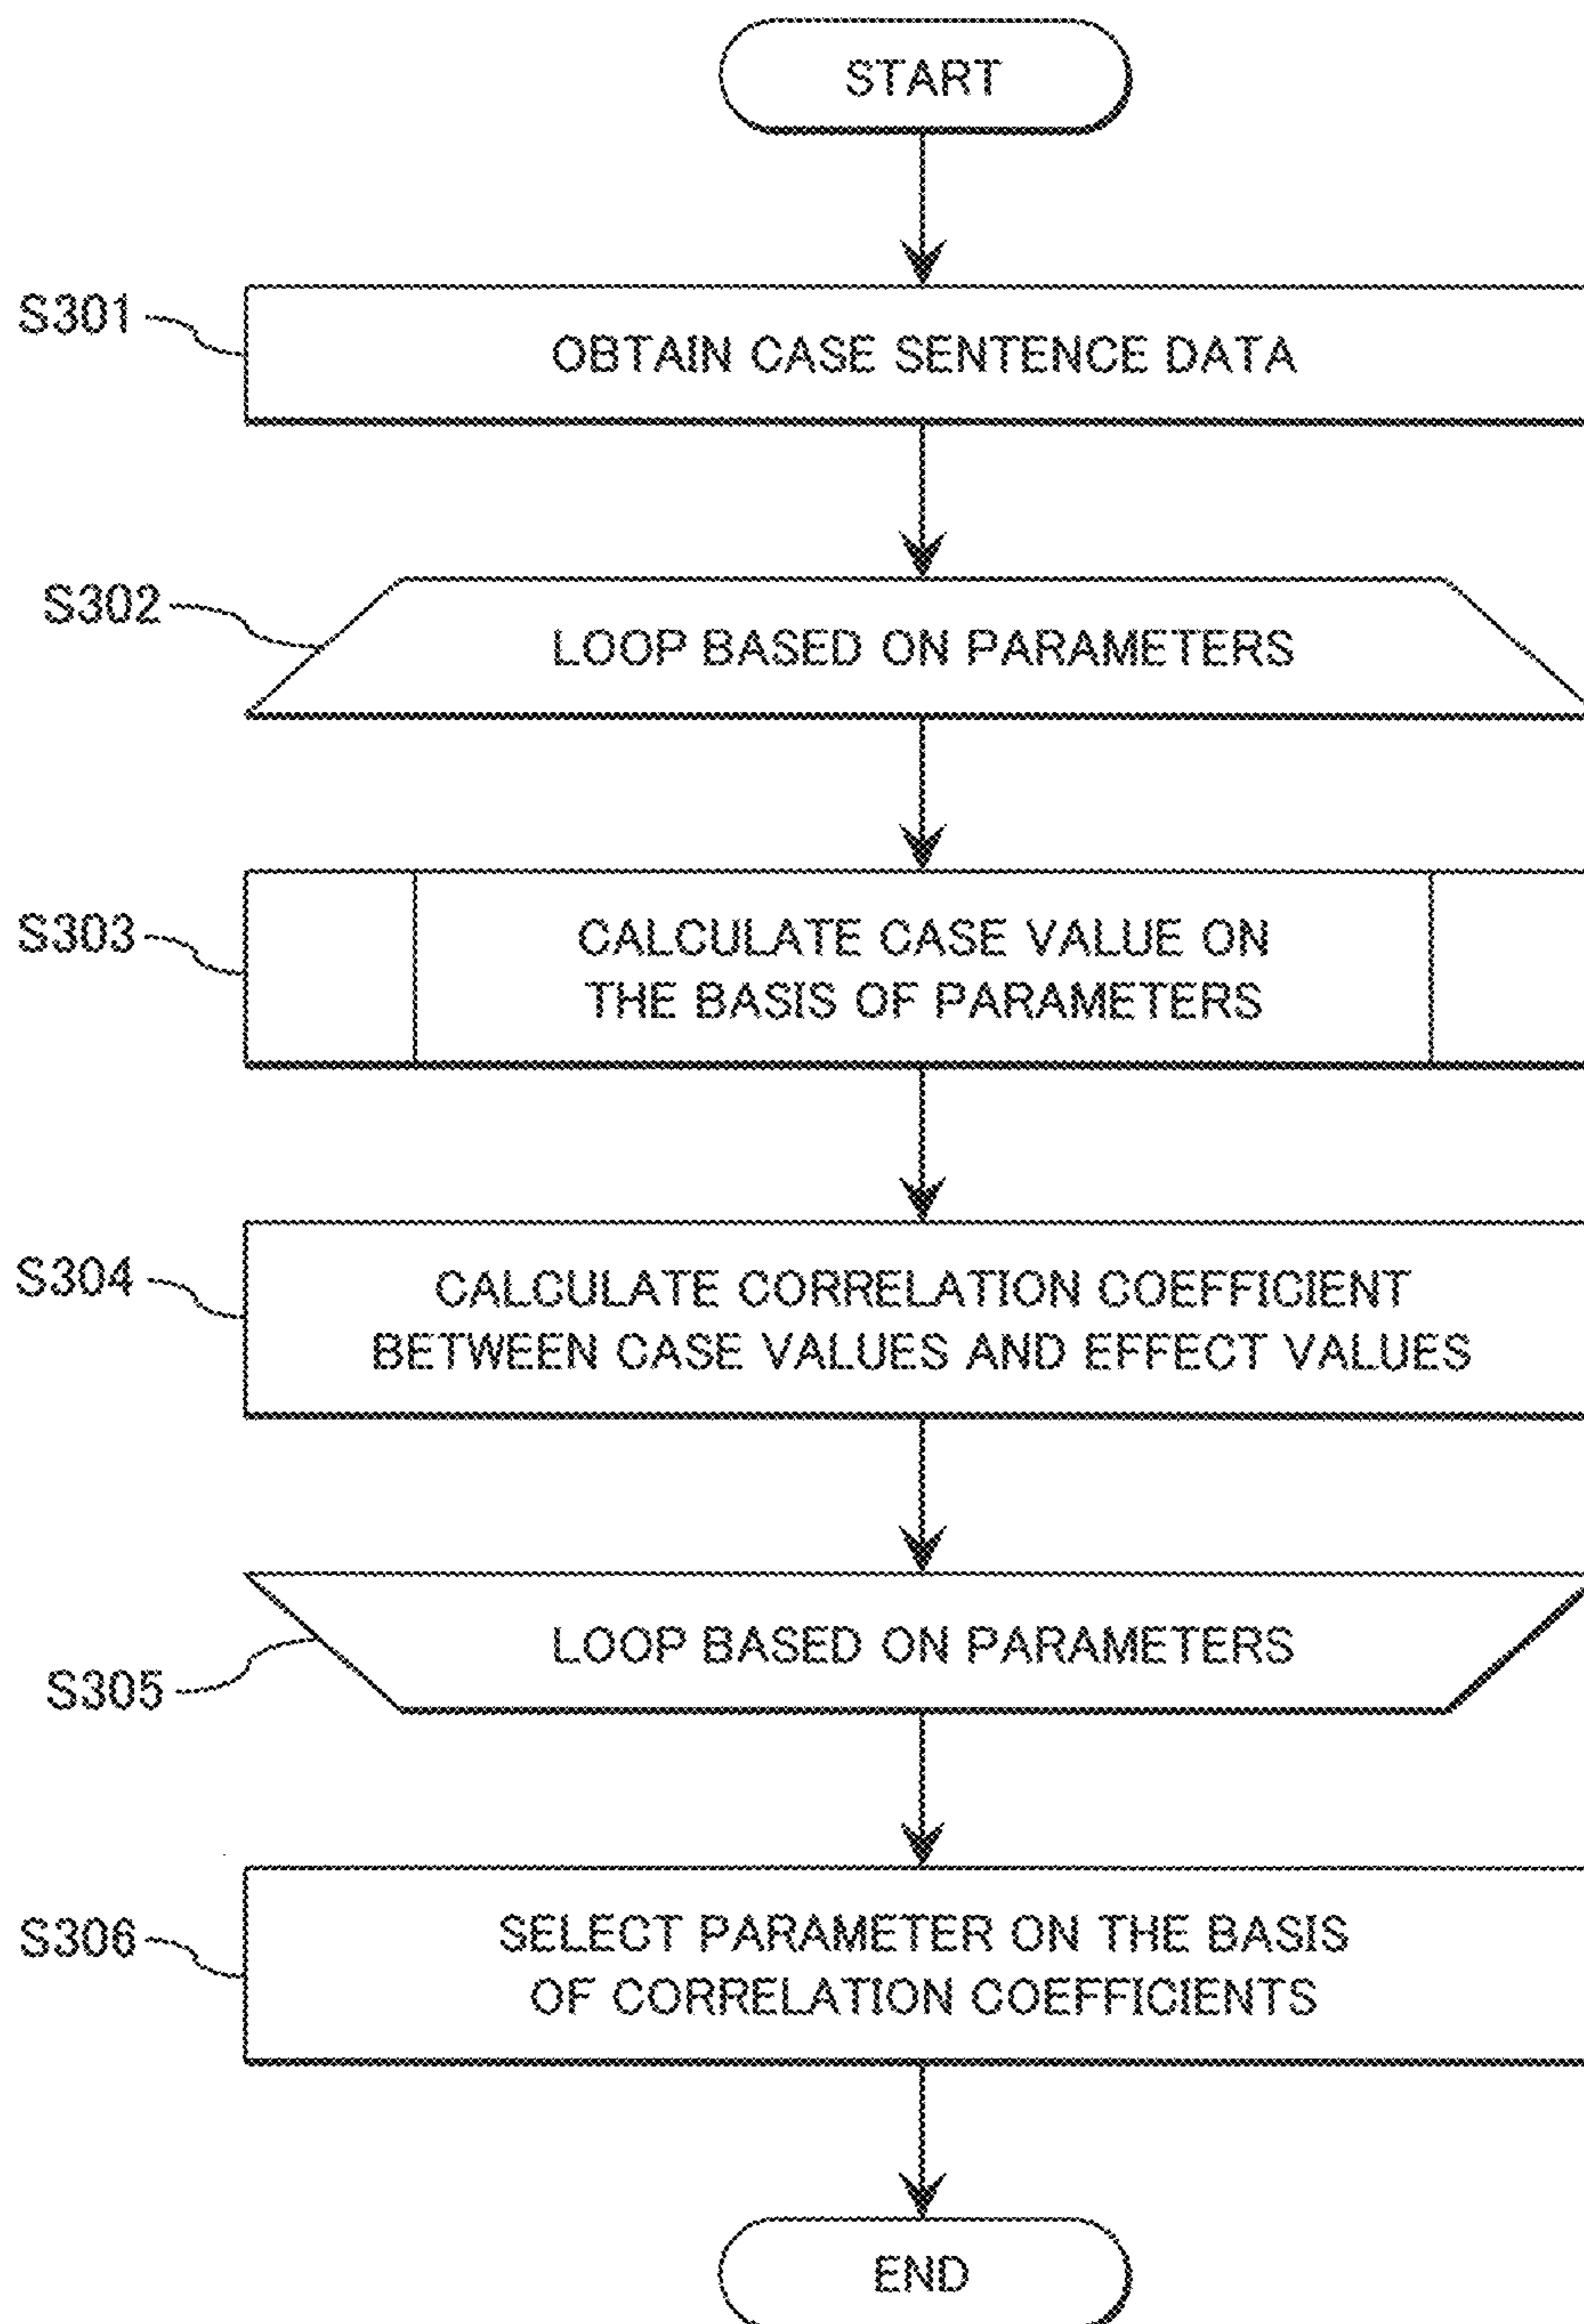 START
S301
OBTAIN CASE SENTENCE DATA
S302
LOOP BASED ON PARAMETERS
S303
CALCULATE CASE VALUE ON
THE BASIS OF PARAMETERS
S304
CALCULATE CORRELATION COEFFICIENT
BETWEEN CASE VALUES AND EFFECT VALUES
LOOP BASED ON PARAMETERS
S305
S306
SELECT PARAMETER ON THE BASIS
OF CORRELATION COEFFICIENTS
END